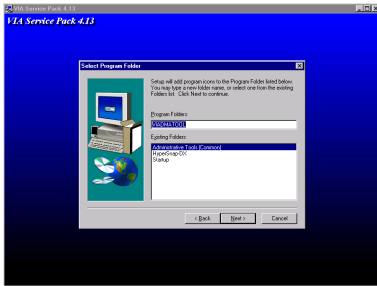 VIA Service Pack 4.13
VIA Service Pack 4.13
Select Program Folder
Setup will add program icons to the Program Folder listed below.
You may type a new folder name, or select one from the existing
Folders list. Click Next to continue.
Program Folders:
VIADMATOOL
Existing Folders:
Administrative Tools (Common)
HyperSnap-DX
Startup
< Back
Next >
Cancel